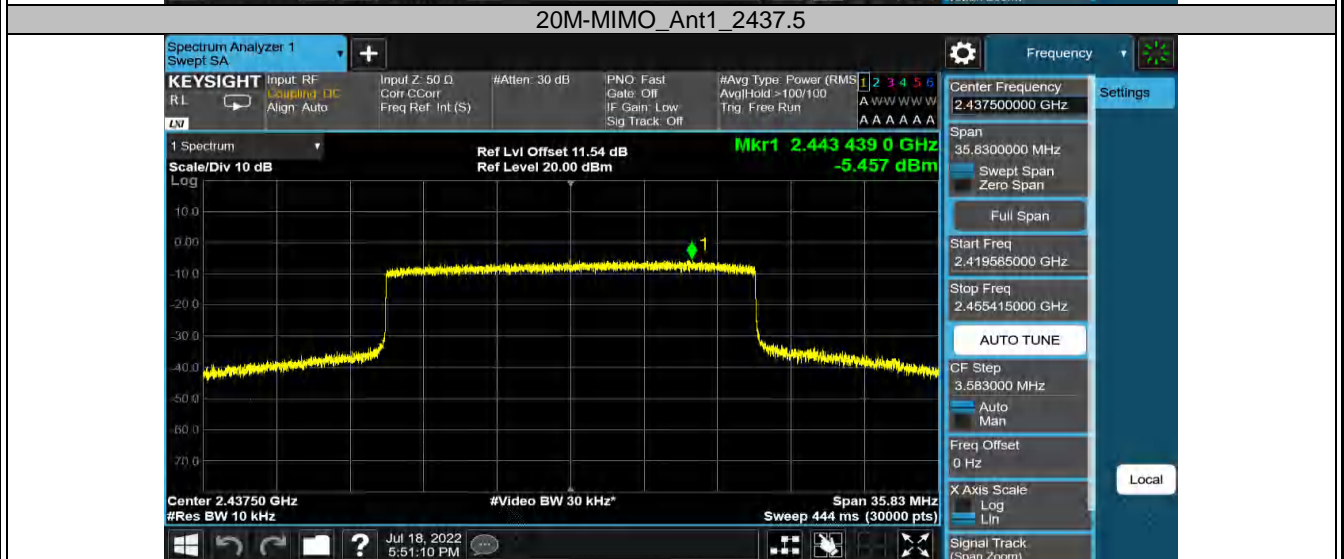 20M-MIMO_Ant1_2437.5
Spectrum Analyzer 1
Swept SA
Frequency
KEYSIGHT
RL
LXI
Input: RF
Coupling: DC
Align: Auto
Input Z: 50 Ω
Corr CCorr
Freq Ref: Int (S)
#Atten: 30 dB
PNO: Fast
Gate: Off
IF Gain: Low
Sig Track: Off
#Avg Type: Power (RMS
Avg|Hold >100/100
Trig: Free Run
1 2 3 4 5 6
A W W W W W
A A A A A A
1 Spectrum
Scale/Div 10 dB
Log
Ref Lvl Offset 11.54 dB
Ref Level 20.00 dBm
Mkr1 2.443 439 0 GHz
-5.457 dBm
10.0
0.00
-10.0
-20.0
-30.0
-40.0
-50.0
-60.0
-70.0
1
Center 2.43750 GHz
#Res BW 10 kHz
#Video BW 30 kHz*
Span 35.83 MHz
Sweep 444 ms (30000 pts)
Jul 18, 2022
5:51:10 PM
Center Frequency
2.437500000 GHz
Span
35.8300000 MHz
Swept Span
Zero Span
Full Span
Start Freq
2.419585000 GHz
Stop Freq
2.455415000 GHz
AUTO TUNE
CF Step
3.583000 MHz
Auto
Man
Freq Offset
0 Hz
X Axis Scale
Log
Lin
Signal Track
(Span Zoom)
Settings
Local